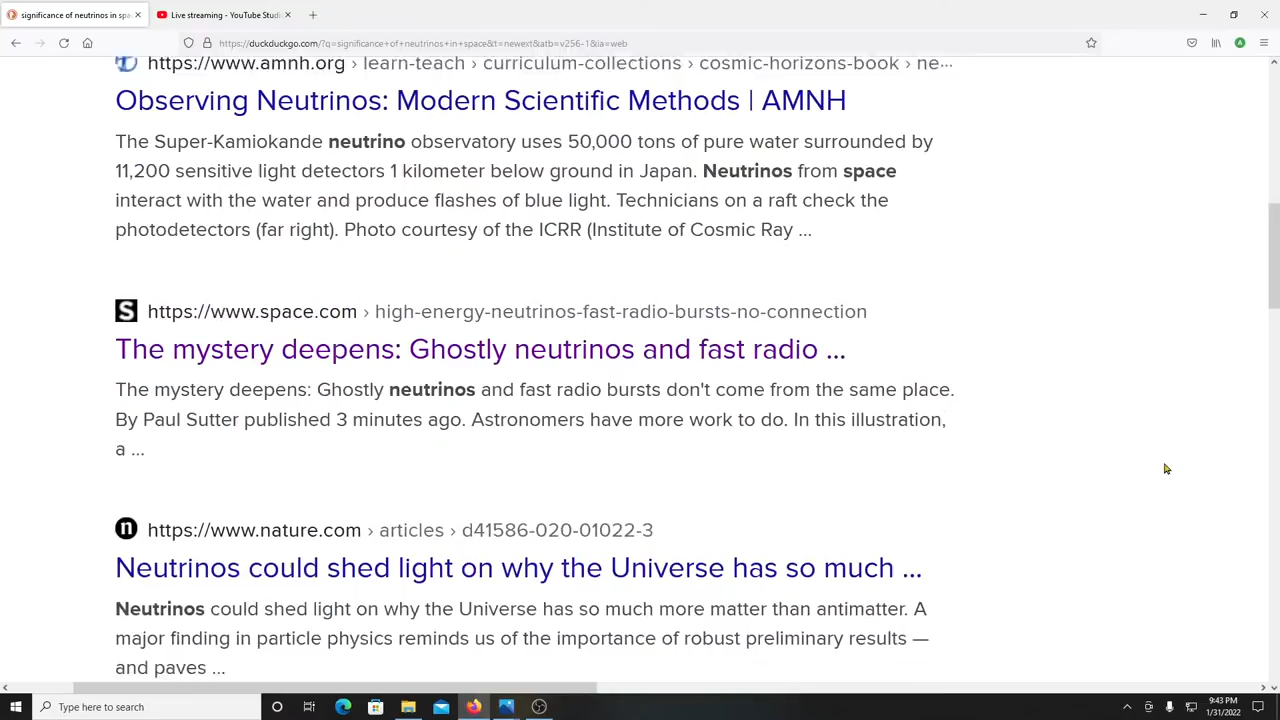 significance of neutrinos in spa
Live streaming - YouTube Studi
https://duckduckgo.com/?q=significance+of+neutrinos+in+space&t=newext&atb=v256-1&ia=web
https://www.amnh.org › learn-teach › curriculum-collections › cosmic-horizons-book › ne...
Observing Neutrinos: Modern Scientific Methods | AMNH
The Super-Kamiokande neutrino observatory uses 50,000 tons of pure water surrounded by
11,200 sensitive light detectors 1 kilometer below ground in Japan. Neutrinos from space
interact with the water and produce flashes of blue light. Technicians on a raft check the
photodetectors (far right). Photo courtesy of the ICRR (Institute of Cosmic Ray ...
S
https://www.space.com › high-energy-neutrinos-fast-radio-bursts-no-connection
The mystery deepens: Ghostly neutrinos and fast radio ...
The mystery deepens: Ghostly neutrinos and fast radio bursts don't come from the same place.
By Paul Sutter published 3 minutes ago. Astronomers have more work to do. In this illustration,
a ...
n
https://www.nature.com › articles › d41586-020-01022-3
Neutrinos could shed light on why the Universe has so much ...
Neutrinos could shed light on why the Universe has so much more matter than antimatter. A
major finding in particle physics reminds us of the importance of robust preliminary results —
and paves ...
Type here to search
9:43 PM
1/31/2022